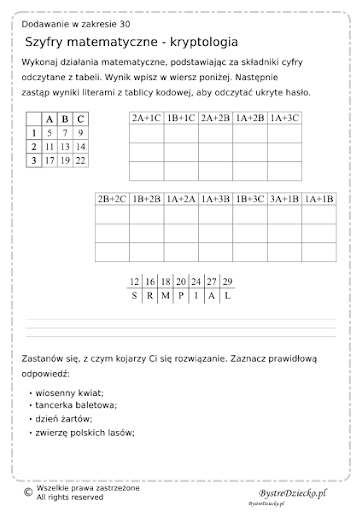 Dodawanie w zakresie 30
Szyfry matematyczne - kryptologia
Wykonaj działania matematyczne, podstawiając za składniki cyfry
odczytane z tabeli. Wynik wpisz w wiersz poniżej. Następnie
zastąp wyniki literami z tablicy kodowej, aby odczytać ukryte hasło.
A B C
1 5 7 9
2 11 13 14
3 17 19 22
2A+1C 1B+1C 2A+2B 1A+2B 1A+3C
2B+2C 1B+2B 1A+2A 1A+3B 1B+3C 3A+1B 1A+1B
12 16 18 20 24 27 29
S R M P I A L
Zastanów się, z czym kojarzy Ci się rozwiązanie. Zaznacz prawidłową
odpowiedź:
• wiosenny kwiat;
• tancerka baletowa;
• dzień żartów;
• zwierzę polskich lasów;
© Wszelkie prawa zastrzeżone
All rights reserved
BystreDziecko.pl
BystreDziecko.pl